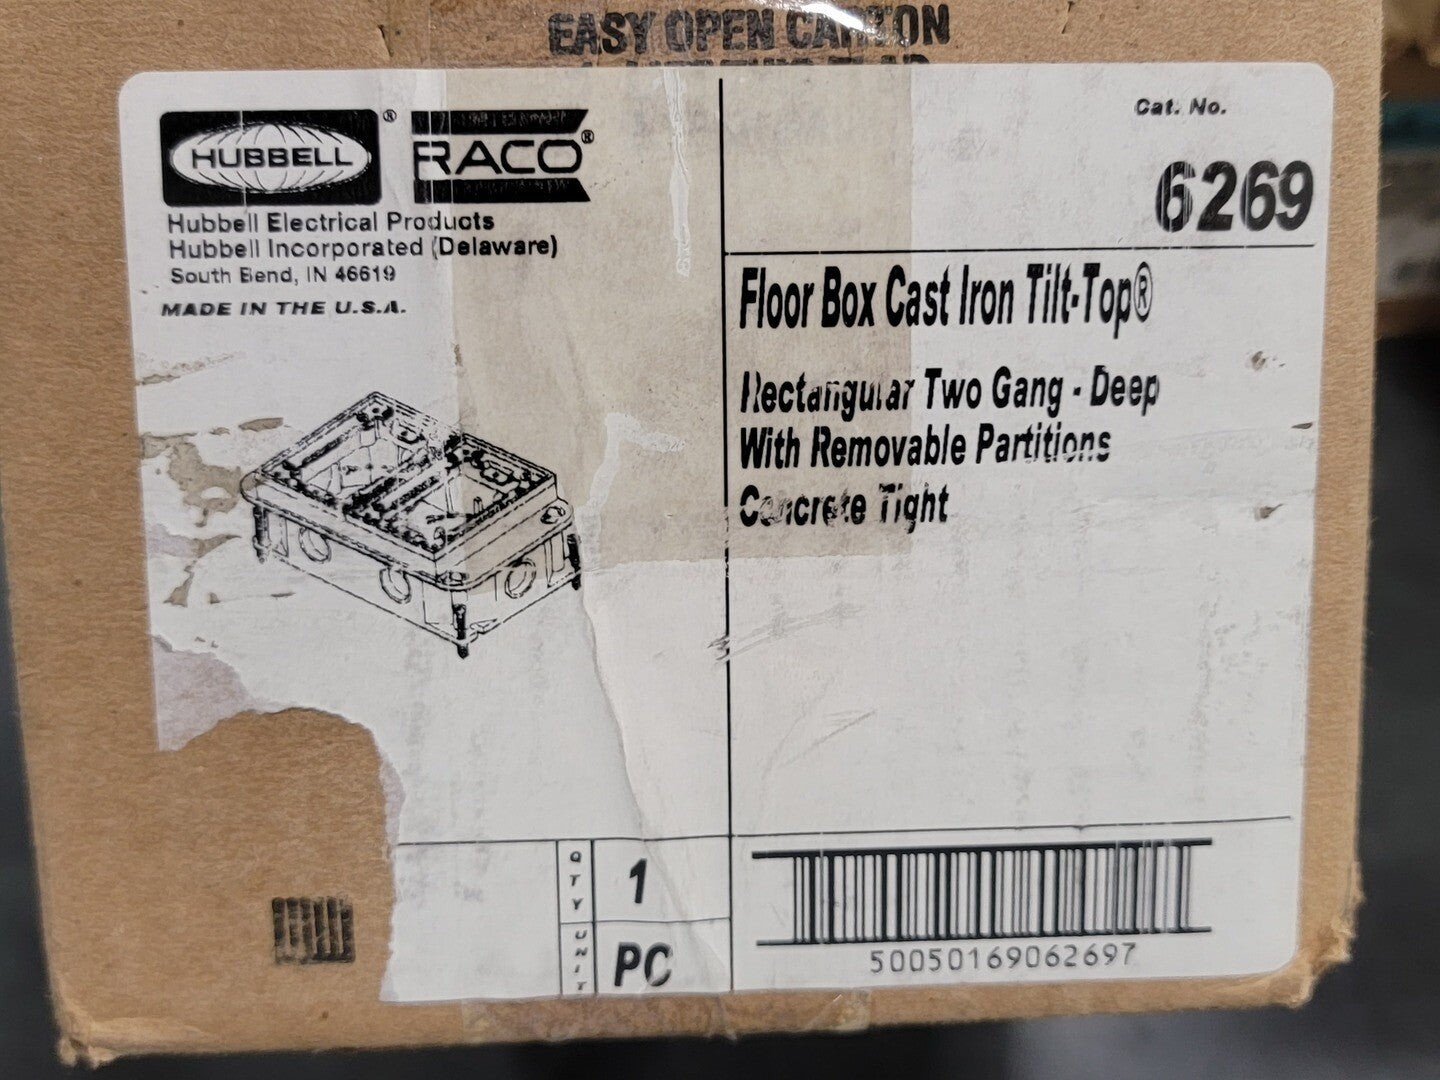 EASY OPEN CARTON
HUBBELL ®
RACO ®
Hubbell Electrical Products
Hubbell Incorporated (Delaware)
South Bend, IN 46619
MADE IN THE U.S.A.
Cat. No.
6269
Floor Box Cast Iron Tilt-Top®
Rectangular Two Gang - Deep
With Removable Partitions
Concrete Tight
QTY 1
UNIT PC
50050169062697